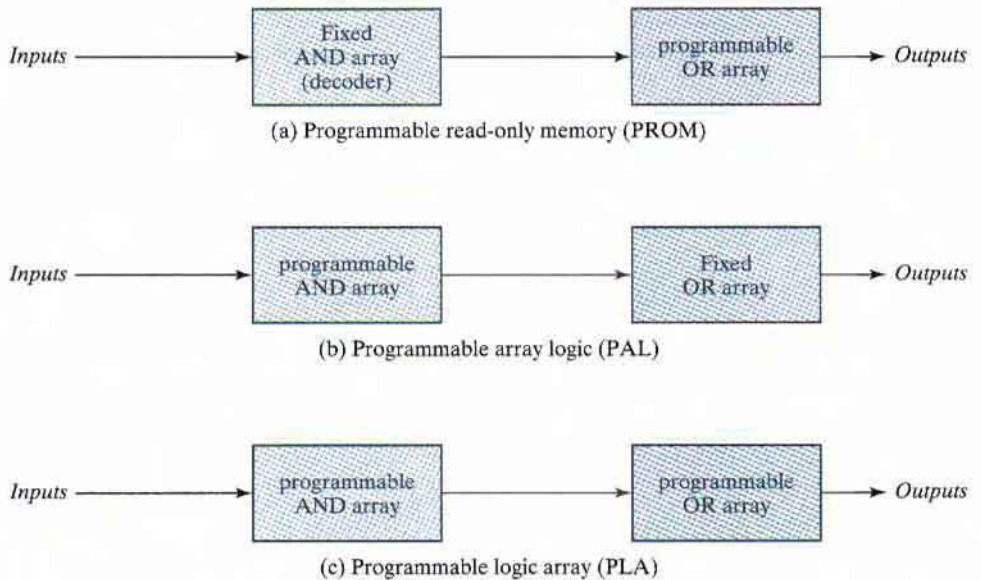 Inputs
Fixed
AND array
(decoder)
programmable
OR array
Outputs
(a) Programmable read-only memory (PROM)
Inputs
programmable
AND array
Fixed
OR array
Outputs
(b) Programmable array logic (PAL)
Inputs
programmable
AND array
programmable
OR array
Outputs
(c) Programmable logic array (PLA)